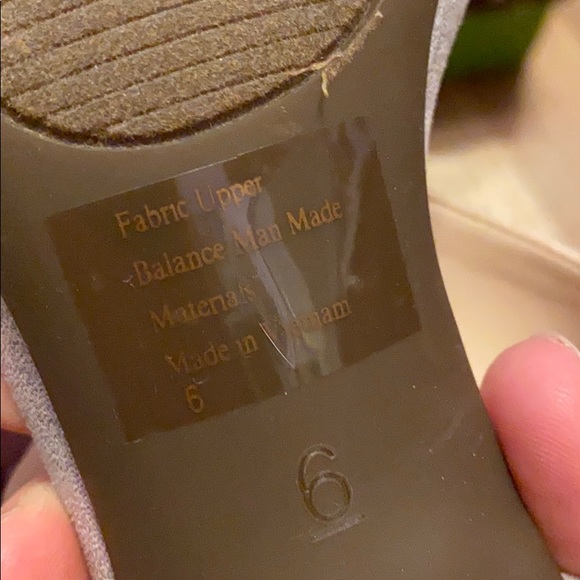 Fabric Upper
Balance Man Made
Materials
Made in Vietnam
6
6